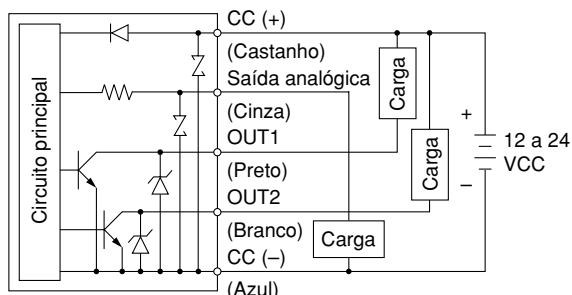 CC (+)
(Castanho)
Saída analógica
(Cinza)
OUT1
(Preto)
OUT2
(Branco)
CC (–)
(Azul)
Circuito principal
Carga
Carga
Carga
+
12 a 24
VCC
–